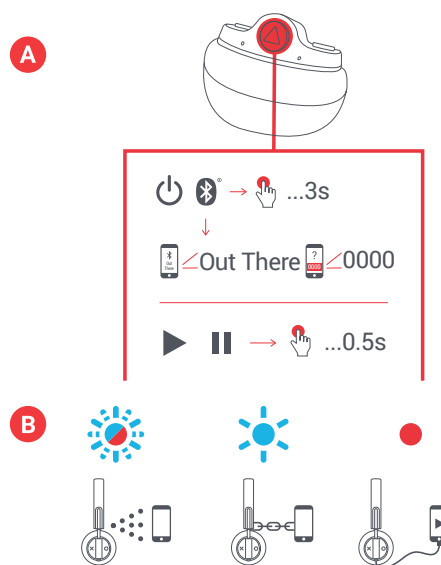 A
...3s
Out There
0000
Out There
?
0000
...0.5s
B